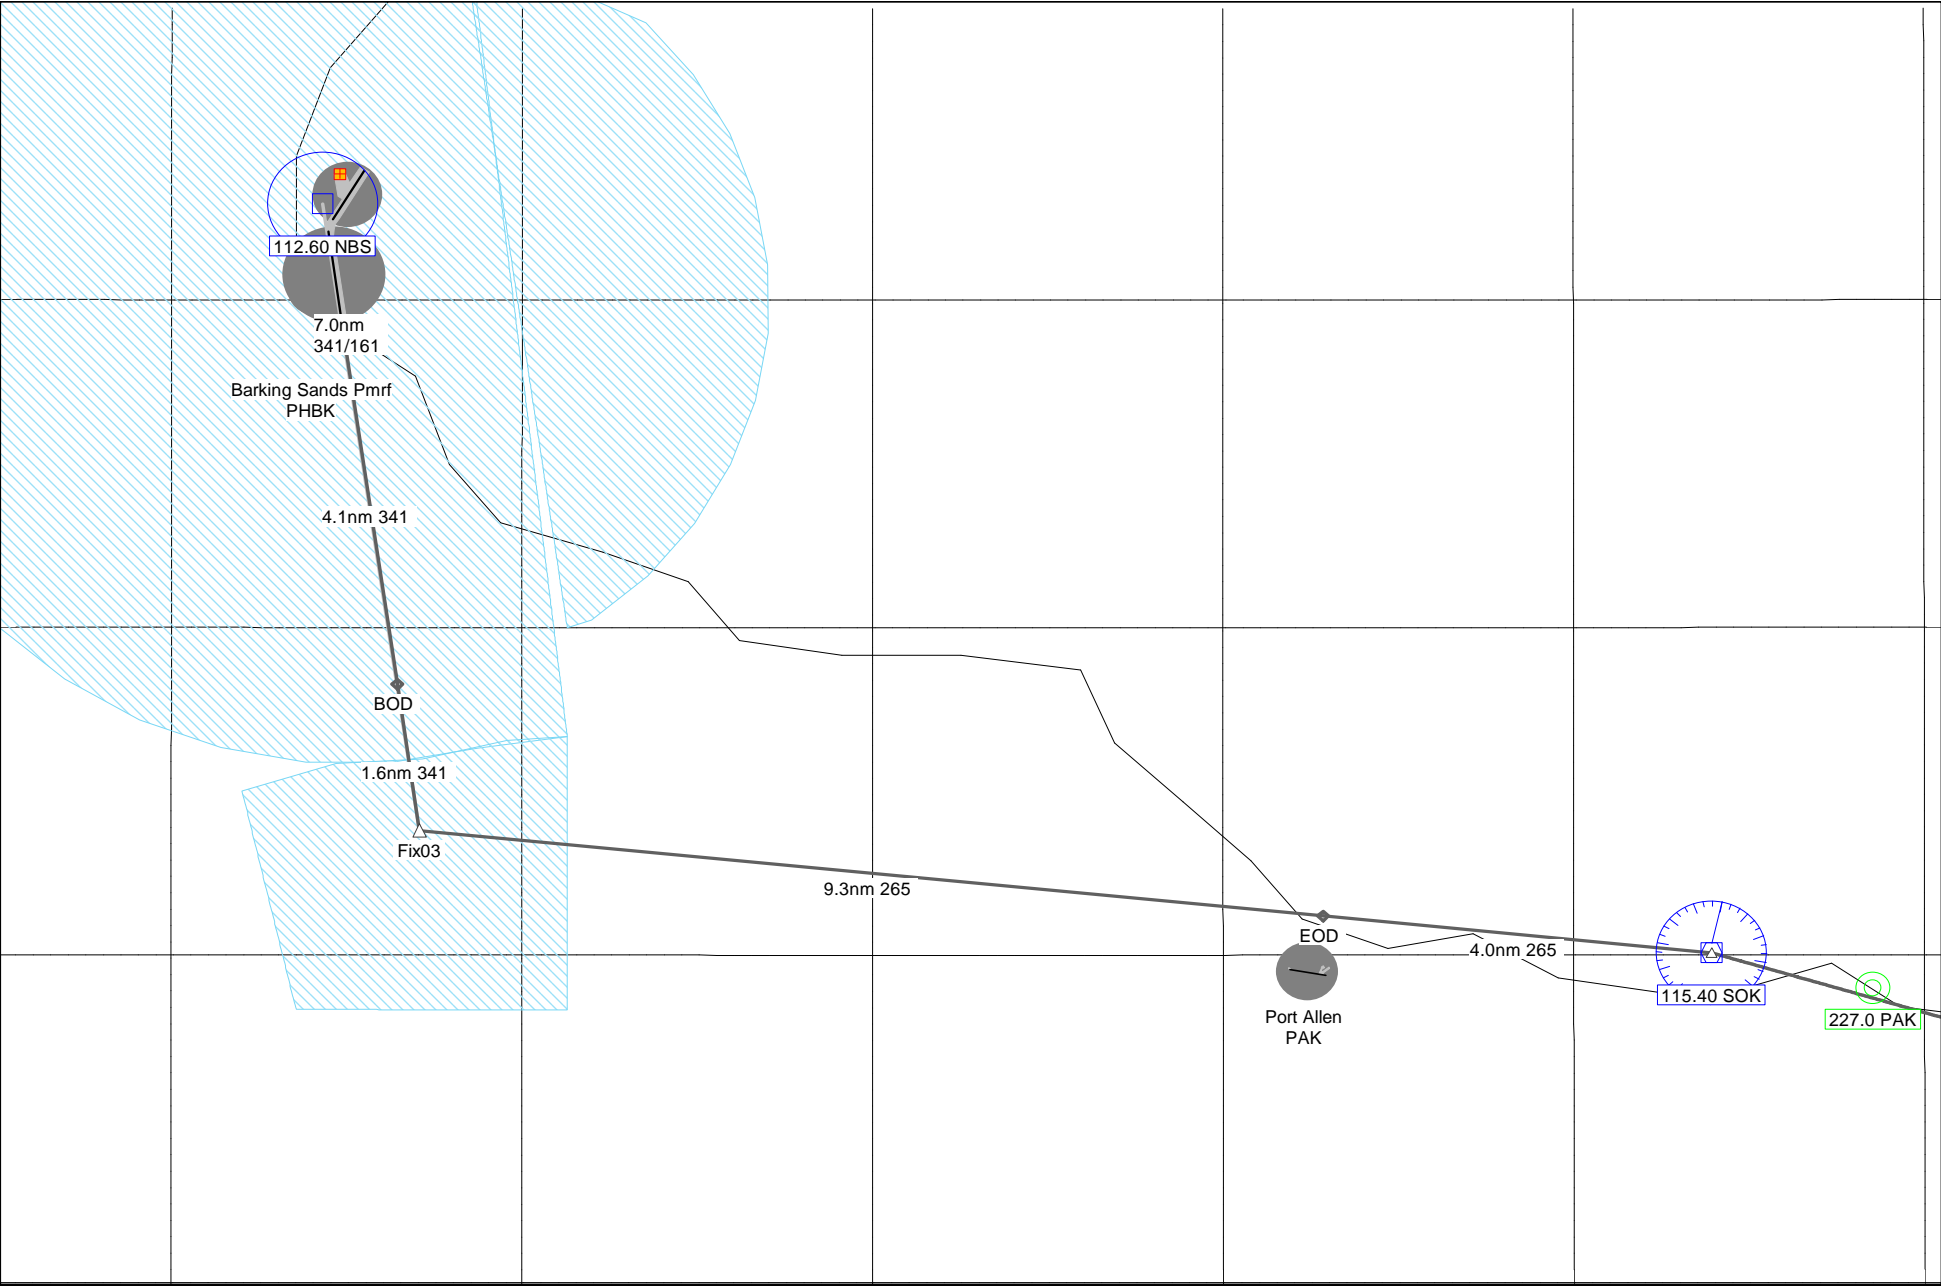 112.60 NBS
7.0nm
341/161
Barking Sands Pmrf
PHBK
4.1nm 341
BOD
1.6nm 341
Fix03
9.3nm 265
EOD
4.0nm 265
115.40 SOK
227.0 PAK
Port Allen
PAK